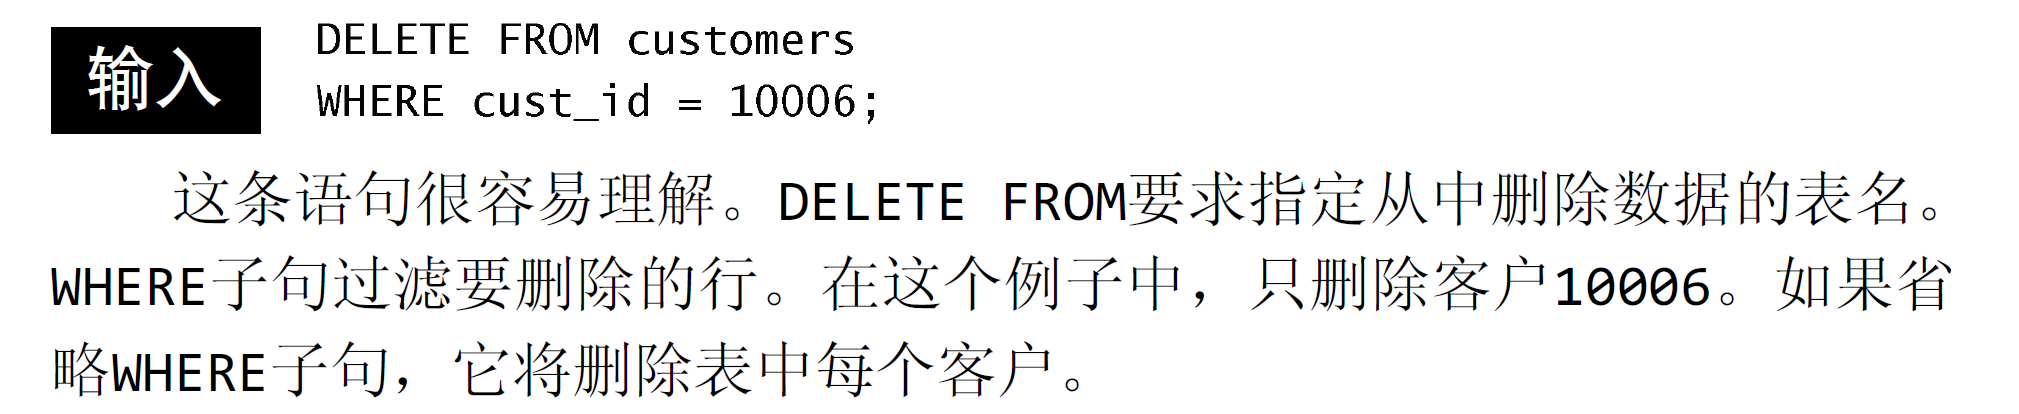 输入
DELETE FROM customers
WHERE cust_id = 10006;
这条语句很容易理解。DELETE FROM要求指定从中删除数据的表名。
WHERE子句过滤要删除的行。在这个例子中，只删除客户10006。如果省
略WHERE子句，它将删除表中每个客户。